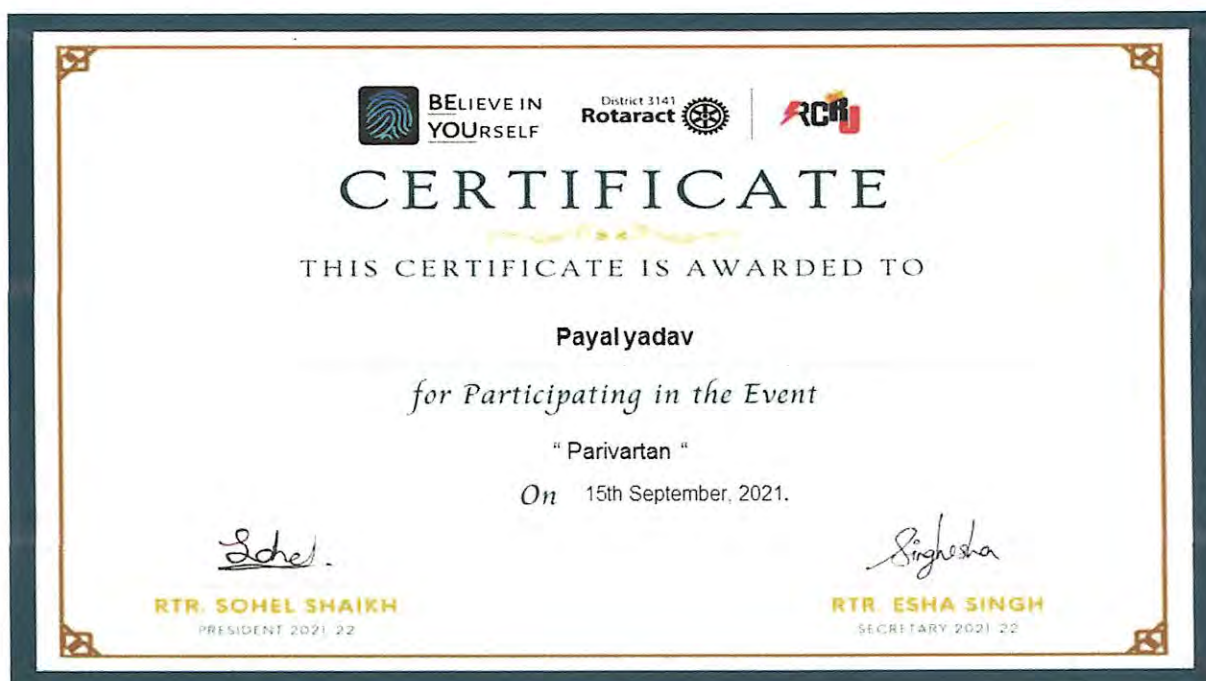 BELIEVE IN
YOURSELF
District 3141
Rotaract
RCRJ
CERTIFICATE
THIS CERTIFICATE IS AWARDED TO
Payal yadav
for Participating in the Event
“ Parivartan “
On 15th September, 2021.
Sohel.
Singhesha
RTR. SOHEL SHAIKH
PRESIDENT 2021-22
RTR. ESHA SINGH
SECRETARY 2021-22